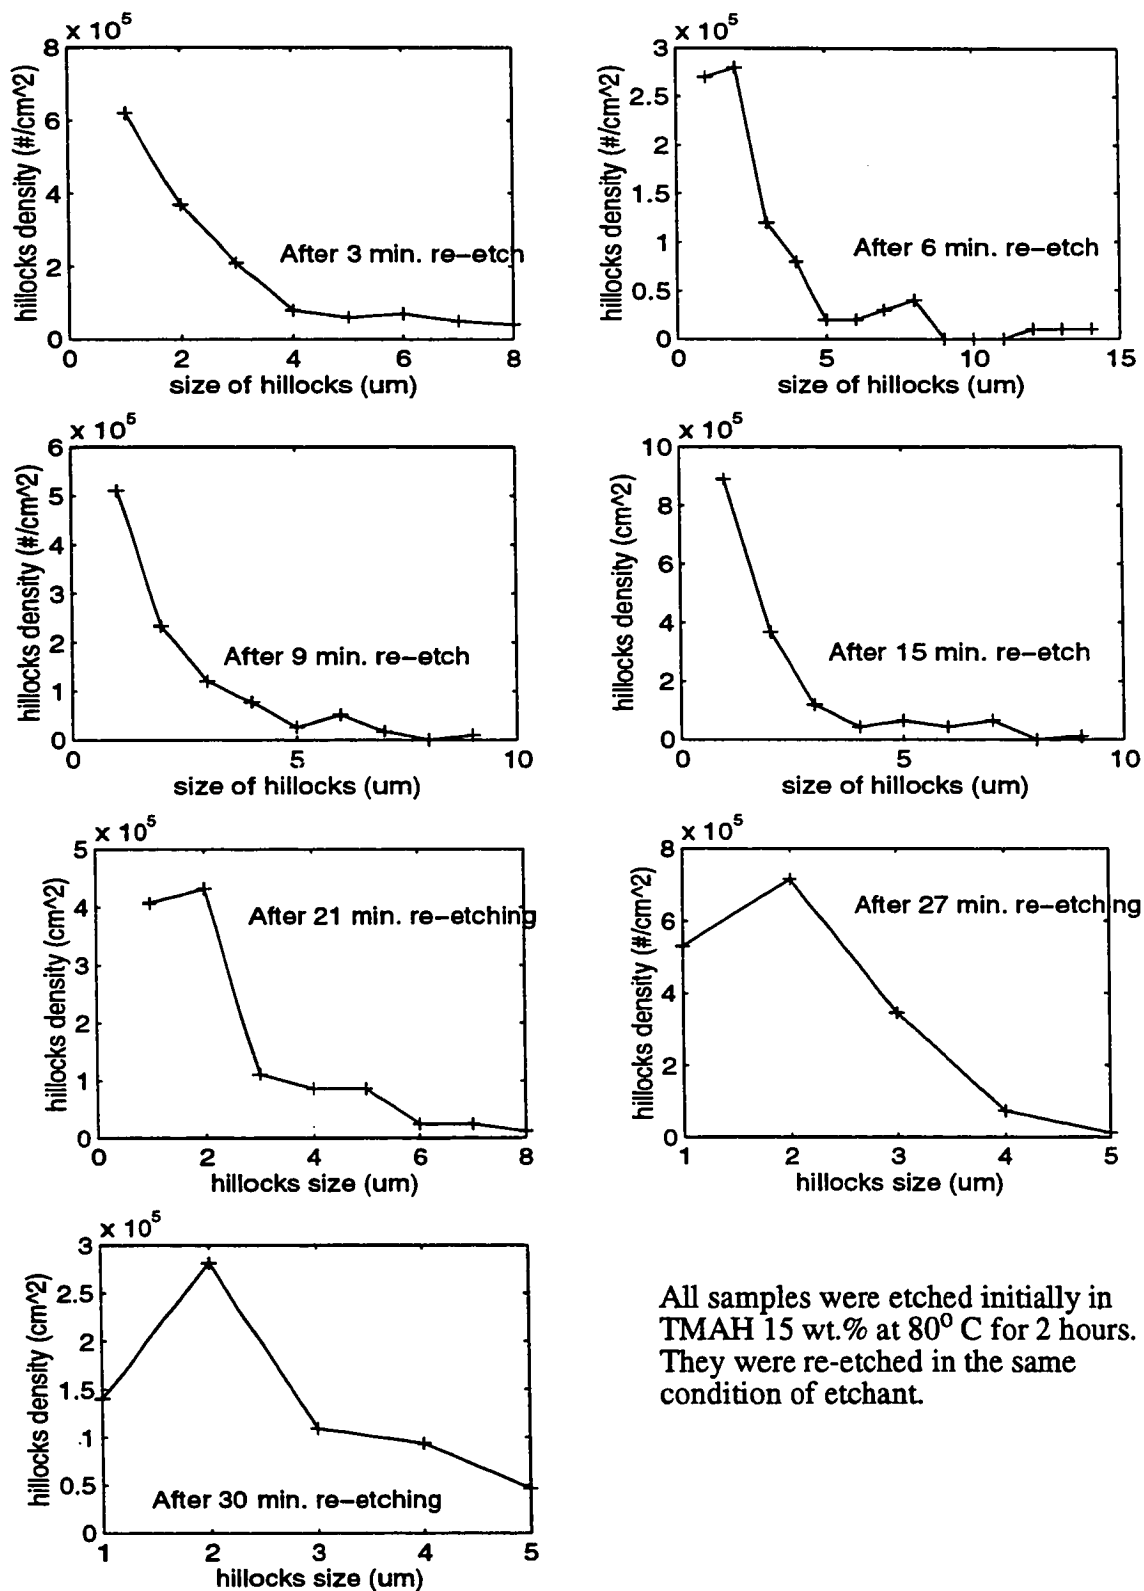 x 10^5
8
6
4
2
0
0 2 4 6 8
hillocks density (#/cm^2)
size of hillocks (um)
After 3 min. re-etch
x 10^5
3
2.5
2
1.5
1
0.5
0
0 5 10 15
hillocks density (#/cm^2)
size of hillocks (um)
After 6 min. re-etch
x 10^5
6
5
4
3
2
1
0
0 5 10
hillocks density (#/cm^2)
size of hillocks (um)
After 9 min. re-etch
x 10^5
10
8
6
4
2
0
0 5 10
hillocks density (cm^2)
size of hillocks (um)
After 15 min. re-etch
x 10^5
5
4
3
2
1
0
0 2 4 6 8
hillocks density (cm^2)
hillocks size (um)
After 21 min. re-etching
x 10^5
8
6
4
2
0
1 2 3 4 5
hillocks density (#/cm^2)
hillocks size (um)
After 27 min. re-etching
x 10^5
3
2.5
2
1.5
1
0.5
0
1 2 3 4 5
hillocks density (cm^2)
hillocks size (um)
After 30 min. re-etching
All samples were etched initially in
TMAH 15 wt.% at 80° C for 2 hours.
They were re-etched in the same
condition of etchant.